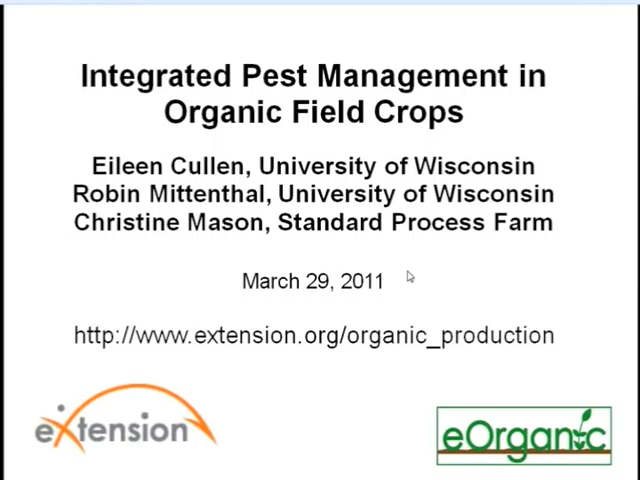 Integrated Pest Management in
Organic Field Crops
Eileen Cullen, University of Wisconsin
Robin Mittenthal, University of Wisconsin
Christine Mason, Standard Process Farm
March 29, 2011
http://www.extension.org/organic_production
eXtension
eOrganic